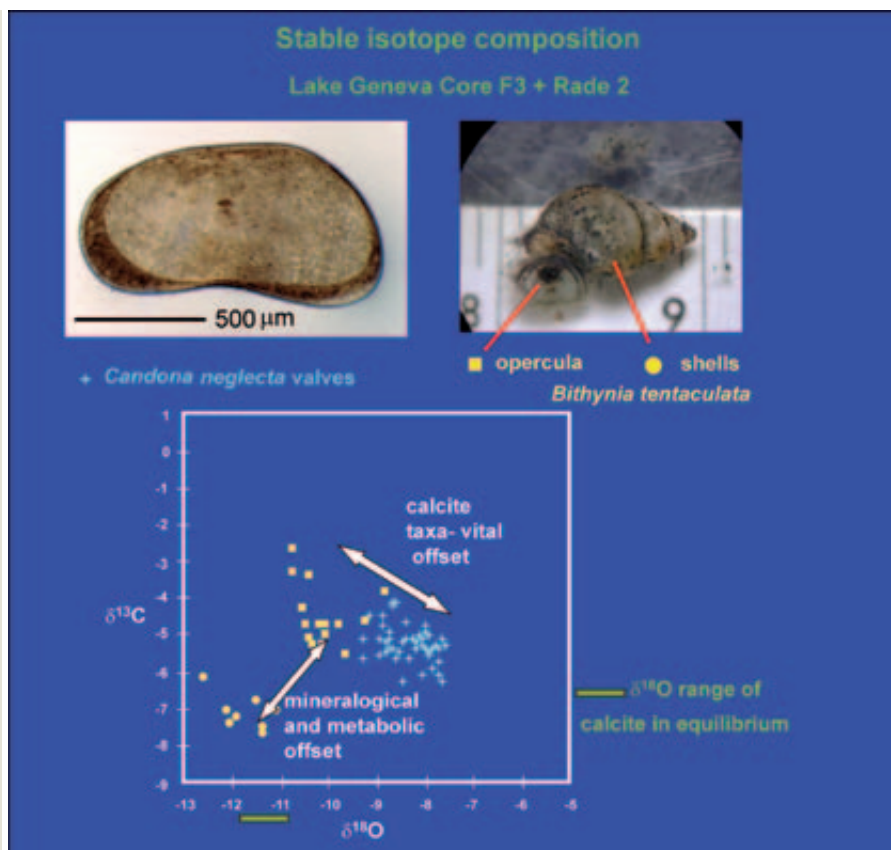 Stable isotope composition
Lake Geneva Core F3 + Rade 2
500 μm
8
9
opercula
shells
+ Candona neglecta valves
Bithynia tentaculata
1
0
-1
-2
-3
-4
-5
-6
-7
-8
-9
δ¹³C
calcite
taxa- vital
offset
mineralogical
and metabolic
offset
-13 -12 -11 -10 -9 -8 -7 -6 -5
δ¹⁸O
δ¹⁸O range of
calcite in equilibrium